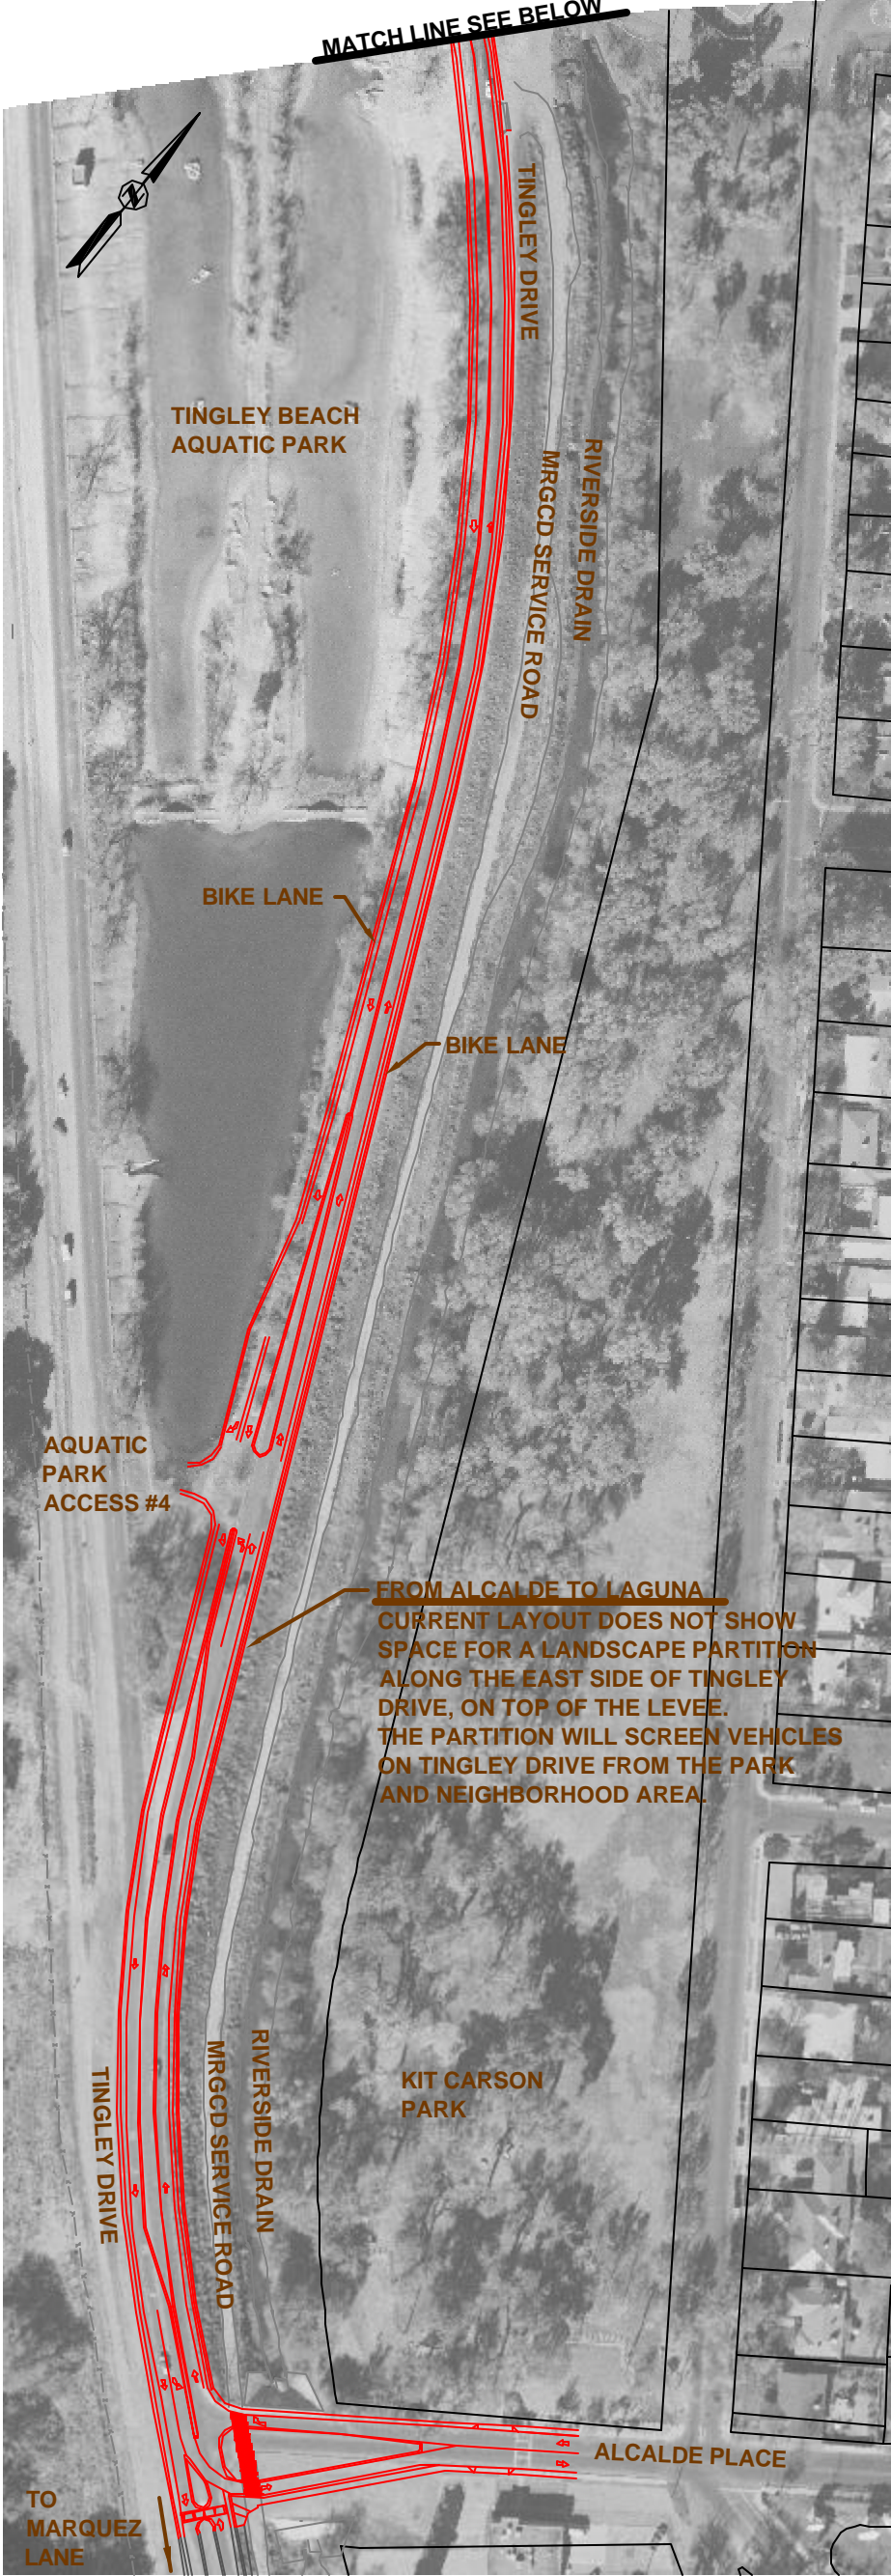 MATCH LINE SEE BELOW
N
TINGLEY DRIVE
TINGLEY BEACH
AQUATIC PARK
RIVERSIDE DRAIN
MRGCD SERVICE ROAD
BIKE LANE
BIKE LANE
AQUATIC
PARK
ACCESS #4
FROM ALCALDE TO LAGUNA
CURRENT LAYOUT DOES NOT SHOW
SPACE FOR A LANDSCAPE PARTITION
ALONG THE EAST SIDE OF TINGLEY
DRIVE, ON TOP OF THE LEVEE.
THE PARTITION WILL SCREEN VEHICLES
ON TINGLEY DRIVE FROM THE PARK
AND NEIGHBORHOOD AREA.
TINGLEY DRIVE
MRGCD SERVICE ROAD
RIVERSIDE DRAIN
KIT CARSON
PARK
ALCALDE PLACE
TO
MARQUEZ
LANE